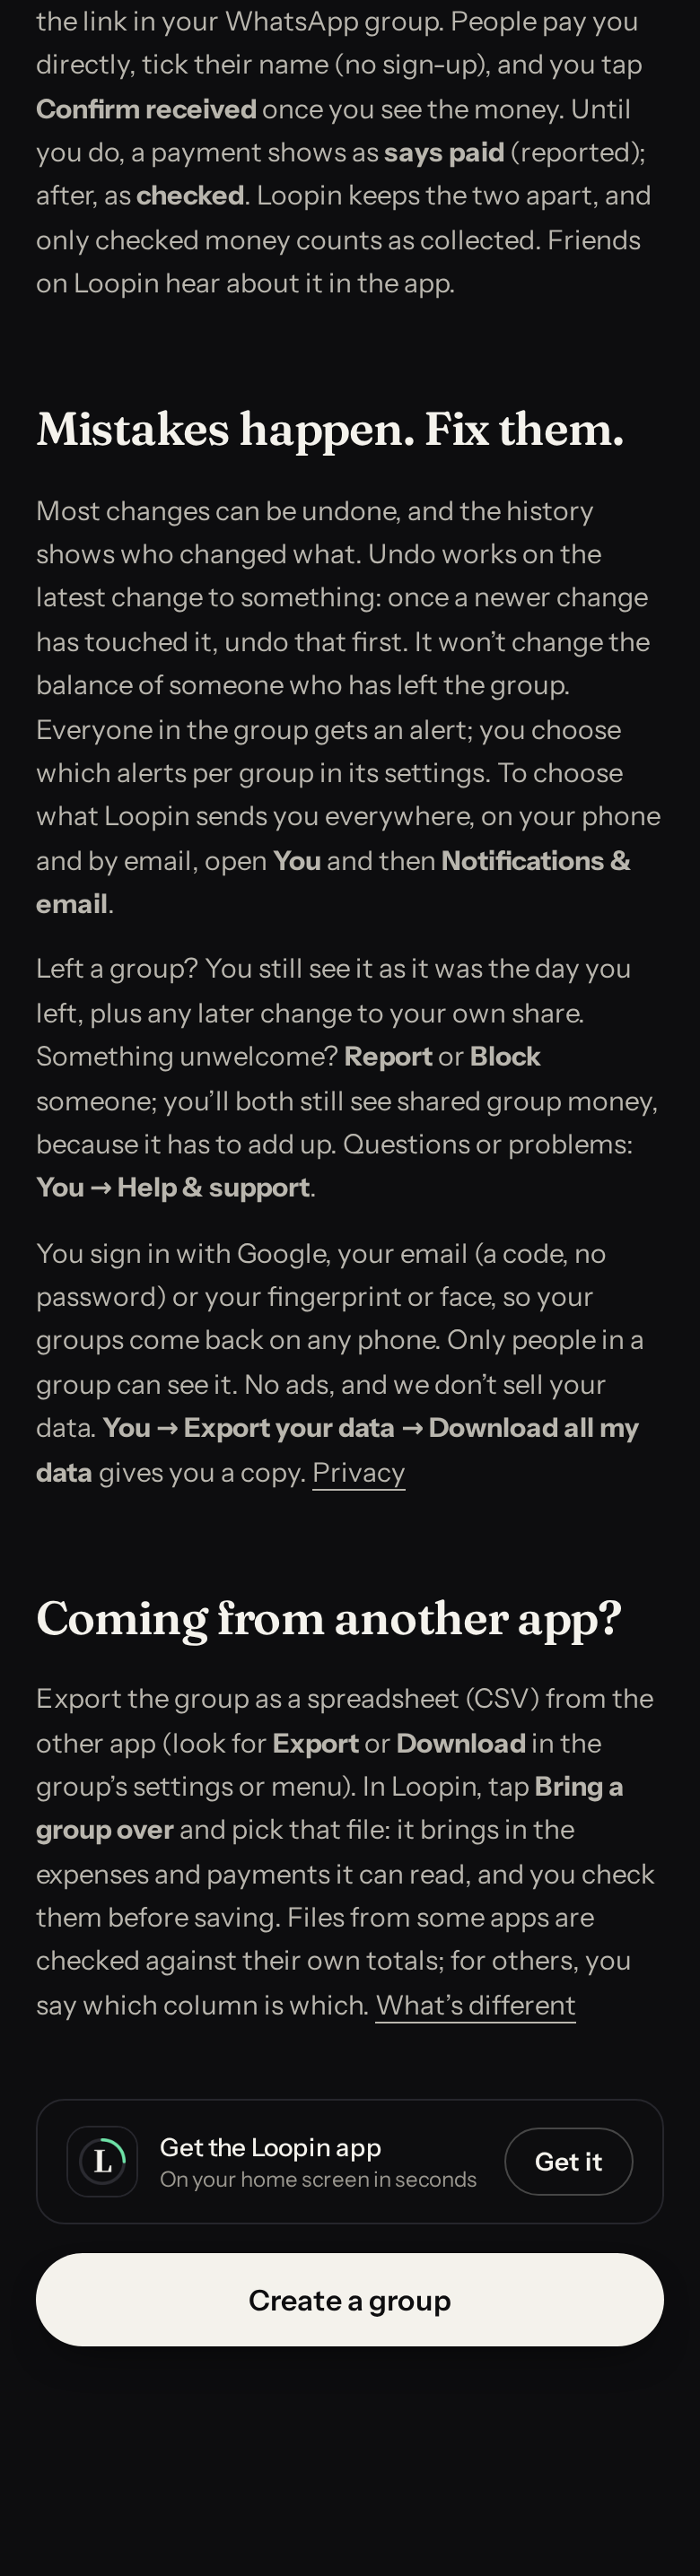 the link in your WhatsApp group. People pay you
directly, tick their name (no sign-up), and you tap
Confirm received once you see the money. Until
you do, a payment shows as says paid (reported);
after, as checked. Loopin keeps the two apart, and
only checked money counts as collected. Friends
on Loopin hear about it in the app.
Mistakes happen. Fix them.
Most changes can be undone, and the history
shows who changed what. Undo works on the
latest change to something: once a newer change
has touched it, undo that first. It won’t change the
balance of someone who has left the group.
Everyone in the group gets an alert; you choose
which alerts per group in its settings. To choose
what Loopin sends you everywhere, on your phone
and by email, open You and then Notifications &
email.
Left a group? You still see it as it was the day you
left, plus any later change to your own share.
Something unwelcome? Report or Block
someone; you’ll both still see shared group money,
because it has to add up. Questions or problems:
You → Help & support.
You sign in with Google, your email (a code, no
password) or your fingerprint or face, so your
groups come back on any phone. Only people in a
group can see it. No ads, and we don’t sell your
data. You → Export your data → Download all my
data gives you a copy. Privacy
Coming from another app?
Export the group as a spreadsheet (CSV) from the
other app (look for Export or Download in the
group’s settings or menu). In Loopin, tap Bring a
group over and pick that file: it brings in the
expenses and payments it can read, and you check
them before saving. Files from some apps are
checked against their own totals; for others, you
say which column is which. What’s different
L
Get the Loopin app
On your home screen in seconds
Get it
Create a group